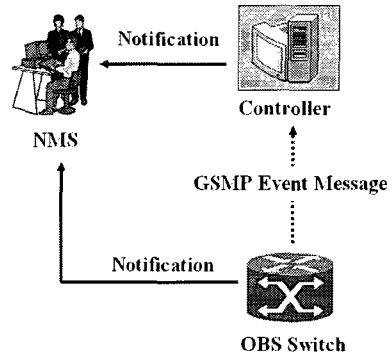 Notification
Controller
NMS
GSMP Event Message
Notification
OBS Switch